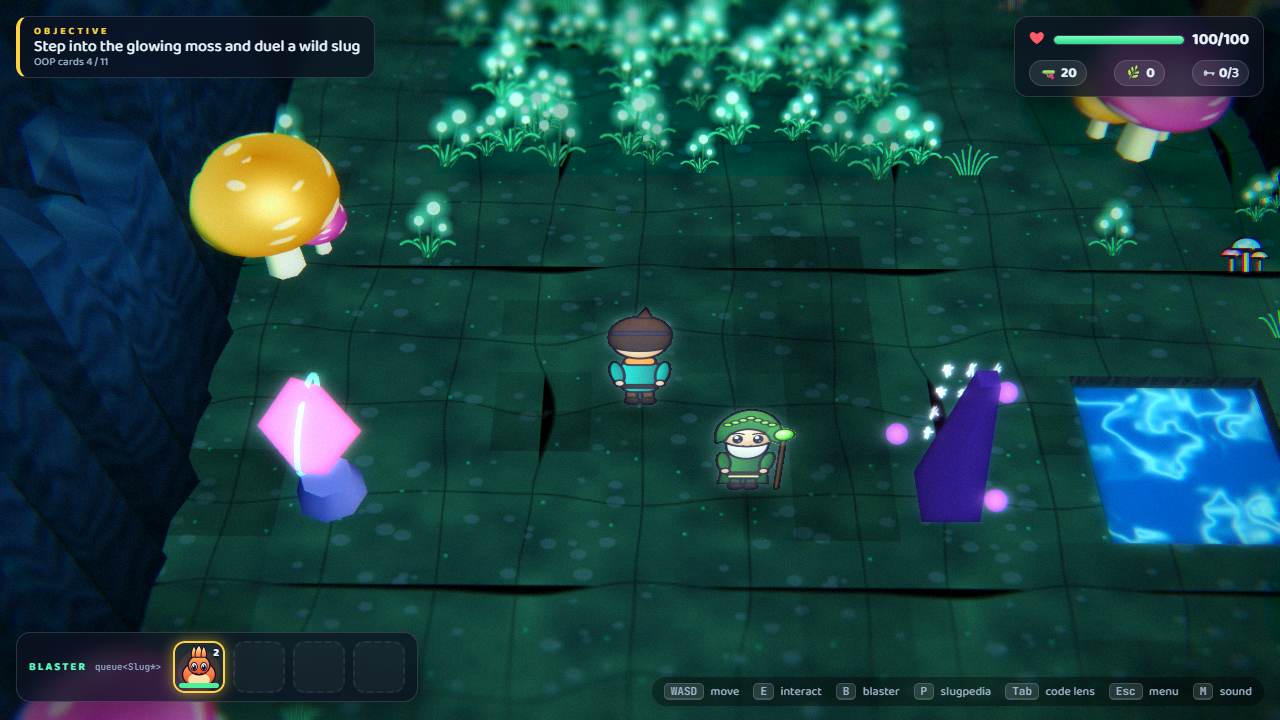 OBJECTIVE
Step into the glowing moss and duel a wild slug
OOP cards 4 / 11
100/100
20 0 0/3
BLASTER queue<Slug*> 2
WASD move E interact B blaster P slugpedia Tab code lens Esc menu M sound